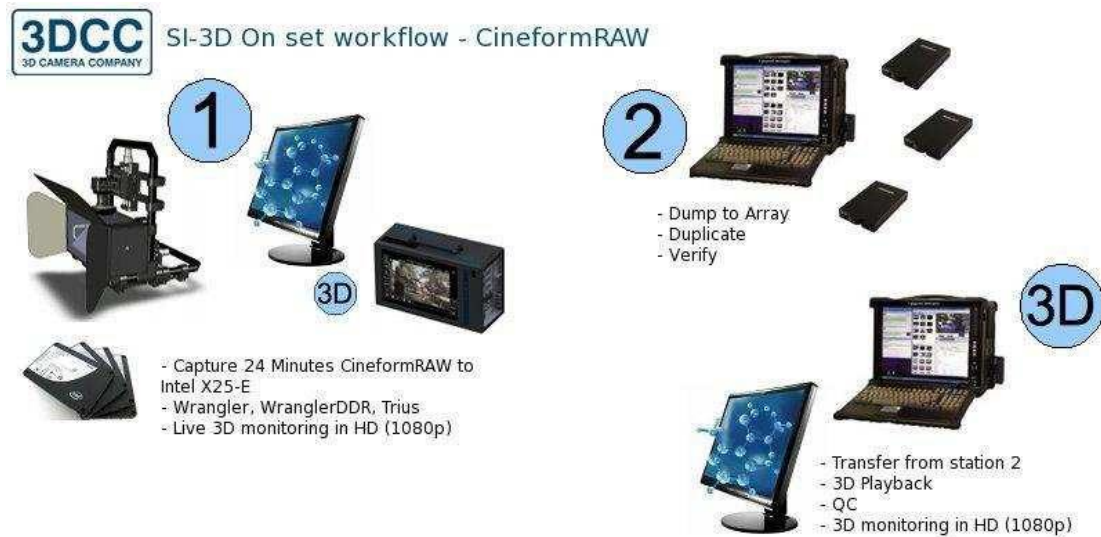 3DCC
3D CAMERA COMPANY
SI-3D On set workflow - CineformRAW
1
3D
- Capture 24 Minutes CineformRAW to
Intel X25-E
- Wrangler, WranglerDDR, Trius
- Live 3D monitoring in HD (1080p)
2
- Dump to Array
- Duplicate
- Verify
3D
- Transfer from station 2
- 3D Playback
- QC
- 3D monitoring in HD (1080p)